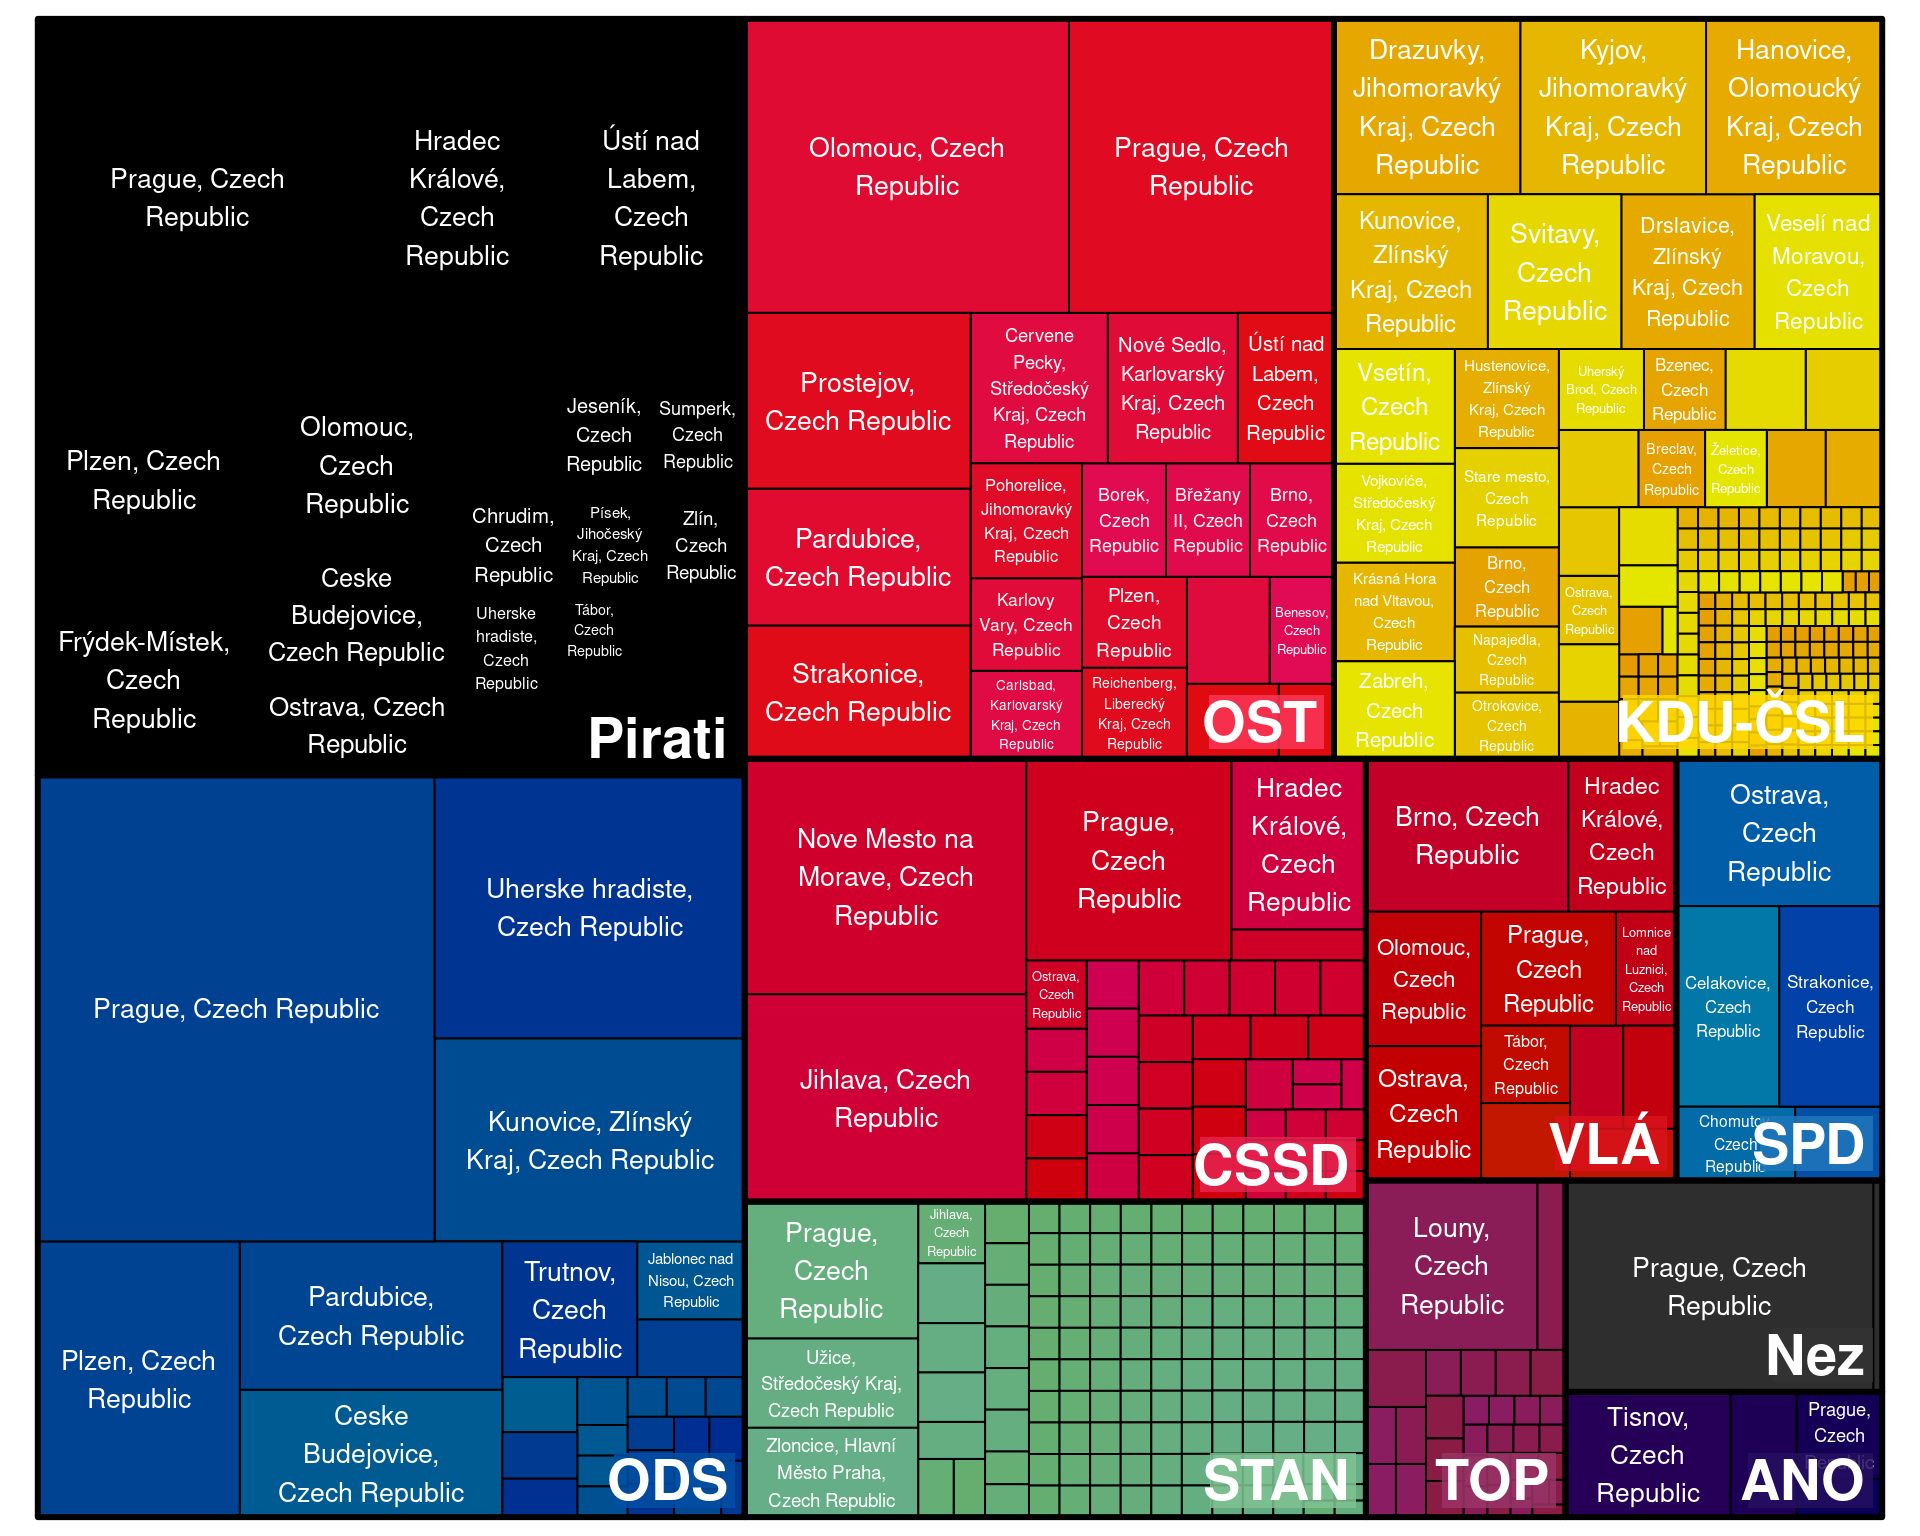 Prague, Czech
Republic
Hradec
Králové,
Czech
Republic
Ústí nad
Labem,
Czech
Republic
Plzen, Czech
Republic
Olomouc,
Czech
Republic
Jeseník,
Czech
Republic
Sumperk,
Czech
Republic
Chrudim,
Czech
Republic
Písek,
Jihočeský
Kraj, Czech
Republic
Zlín,
Czech
Republic
Frýdek-Místek,
Czech
Republic
Ceske
Budejovice,
Czech Republic
Uherske
hradiste,
Czech
Republic
Tábor,
Czech
Republic
Ostrava, Czech
Republic
Pirati
Olomouc, Czech
Republic
Prague, Czech
Republic
Prostejov,
Czech Republic
Cervene
Pecky,
Středočeský
Kraj, Czech
Republic
Nové Sedlo,
Karlovarský
Kraj, Czech
Republic
Ústí nad
Labem,
Czech
Republic
Pardubice,
Czech Republic
Pohorelice,
Jihomoravký
Kraj, Czech
Republic
Borek,
Czech
Republic
Břežany
II, Czech
Republic
Brno,
Czech
Republic
Strakonice,
Czech Republic
Karlovy
Vary, Czech
Republic
Plzen,
Czech
Republic
Benesov,
Czech
Republic
Carlsbad,
Karlovarský
Kraj, Czech
Republic
Reichenberg,
Liberecký
Kraj, Czech
Republic
OST
Drazuvky,
Jihomoravký
Kraj, Czech
Republic
Kyjov,
Jihomoravký
Kraj, Czech
Republic
Hanovice,
Olomoucký
Kraj, Czech
Republic
Kunovice,
Zlínský
Kraj, Czech
Republic
Svitavy,
Czech
Republic
Drslavice,
Zlínský
Kraj, Czech
Republic
Veselí nad
Moravou,
Czech
Republic
Vsetín,
Czech
Republic
Hustenovice,
Zlínský
Kraj, Czech
Republic
Uherský
Brod, Czech
Republic
Bzenec,
Czech
Republic
Vojkoviće,
Středočeský
Kraj, Czech
Republic
Stare mesto,
Czech
Republic
Breclav,
Czech
Republic
Želetice,
Czech
Republic
Krásná Hora
nad Vltavou,
Czech
Republic
Brno,
Czech
Republic
Ostrava,
Czech
Republic
Zabreh,
Czech
Republic
Napajedla,
Czech
Republic
Otrokovice,
Czech
Republic
KDU-ČSL
Prague, Czech Republic
Uherske hradiste,
Czech Republic
Kunovice, Zlínský
Kraj, Czech Republic
Plzen, Czech
Republic
Pardubice,
Czech Republic
Trutnov,
Czech
Republic
Jablonec nad
Nisou, Czech
Republic
Ceske
Budejovice,
Czech Republic
ODS
Nove Mesto na
Morave, Czech
Republic
Prague,
Czech
Republic
Hradec
Králové,
Czech
Republic
Jihlava, Czech
Republic
Ostrava,
Czech
Republic
CSSD
Brno, Czech
Republic
Hradec
Králové,
Czech
Republic
Olomouc,
Czech
Republic
Prague,
Czech
Republic
Lomnice
nad
Luznici,
Czech
Republic
Ostrava,
Czech
Republic
Tábor,
Czech
Republic
VLÁ
Ostrava,
Czech
Republic
Celakovice,
Czech
Republic
Strakonice,
Czech
Republic
Chomutov,
Czech
Republic
SPD
Prague,
Czech
Republic
Jihlava,
Czech
Republic
Užice,
Středočeský Kraj,
Czech Republic
Zloncice, Hlavní
Město Praha,
Czech Republic
STAN
Louny,
Czech
Republic
TOP
Prague, Czech
Republic
Nez
Tisnov,
Czech
Republic
Prague,
Czech
Republic
ANO